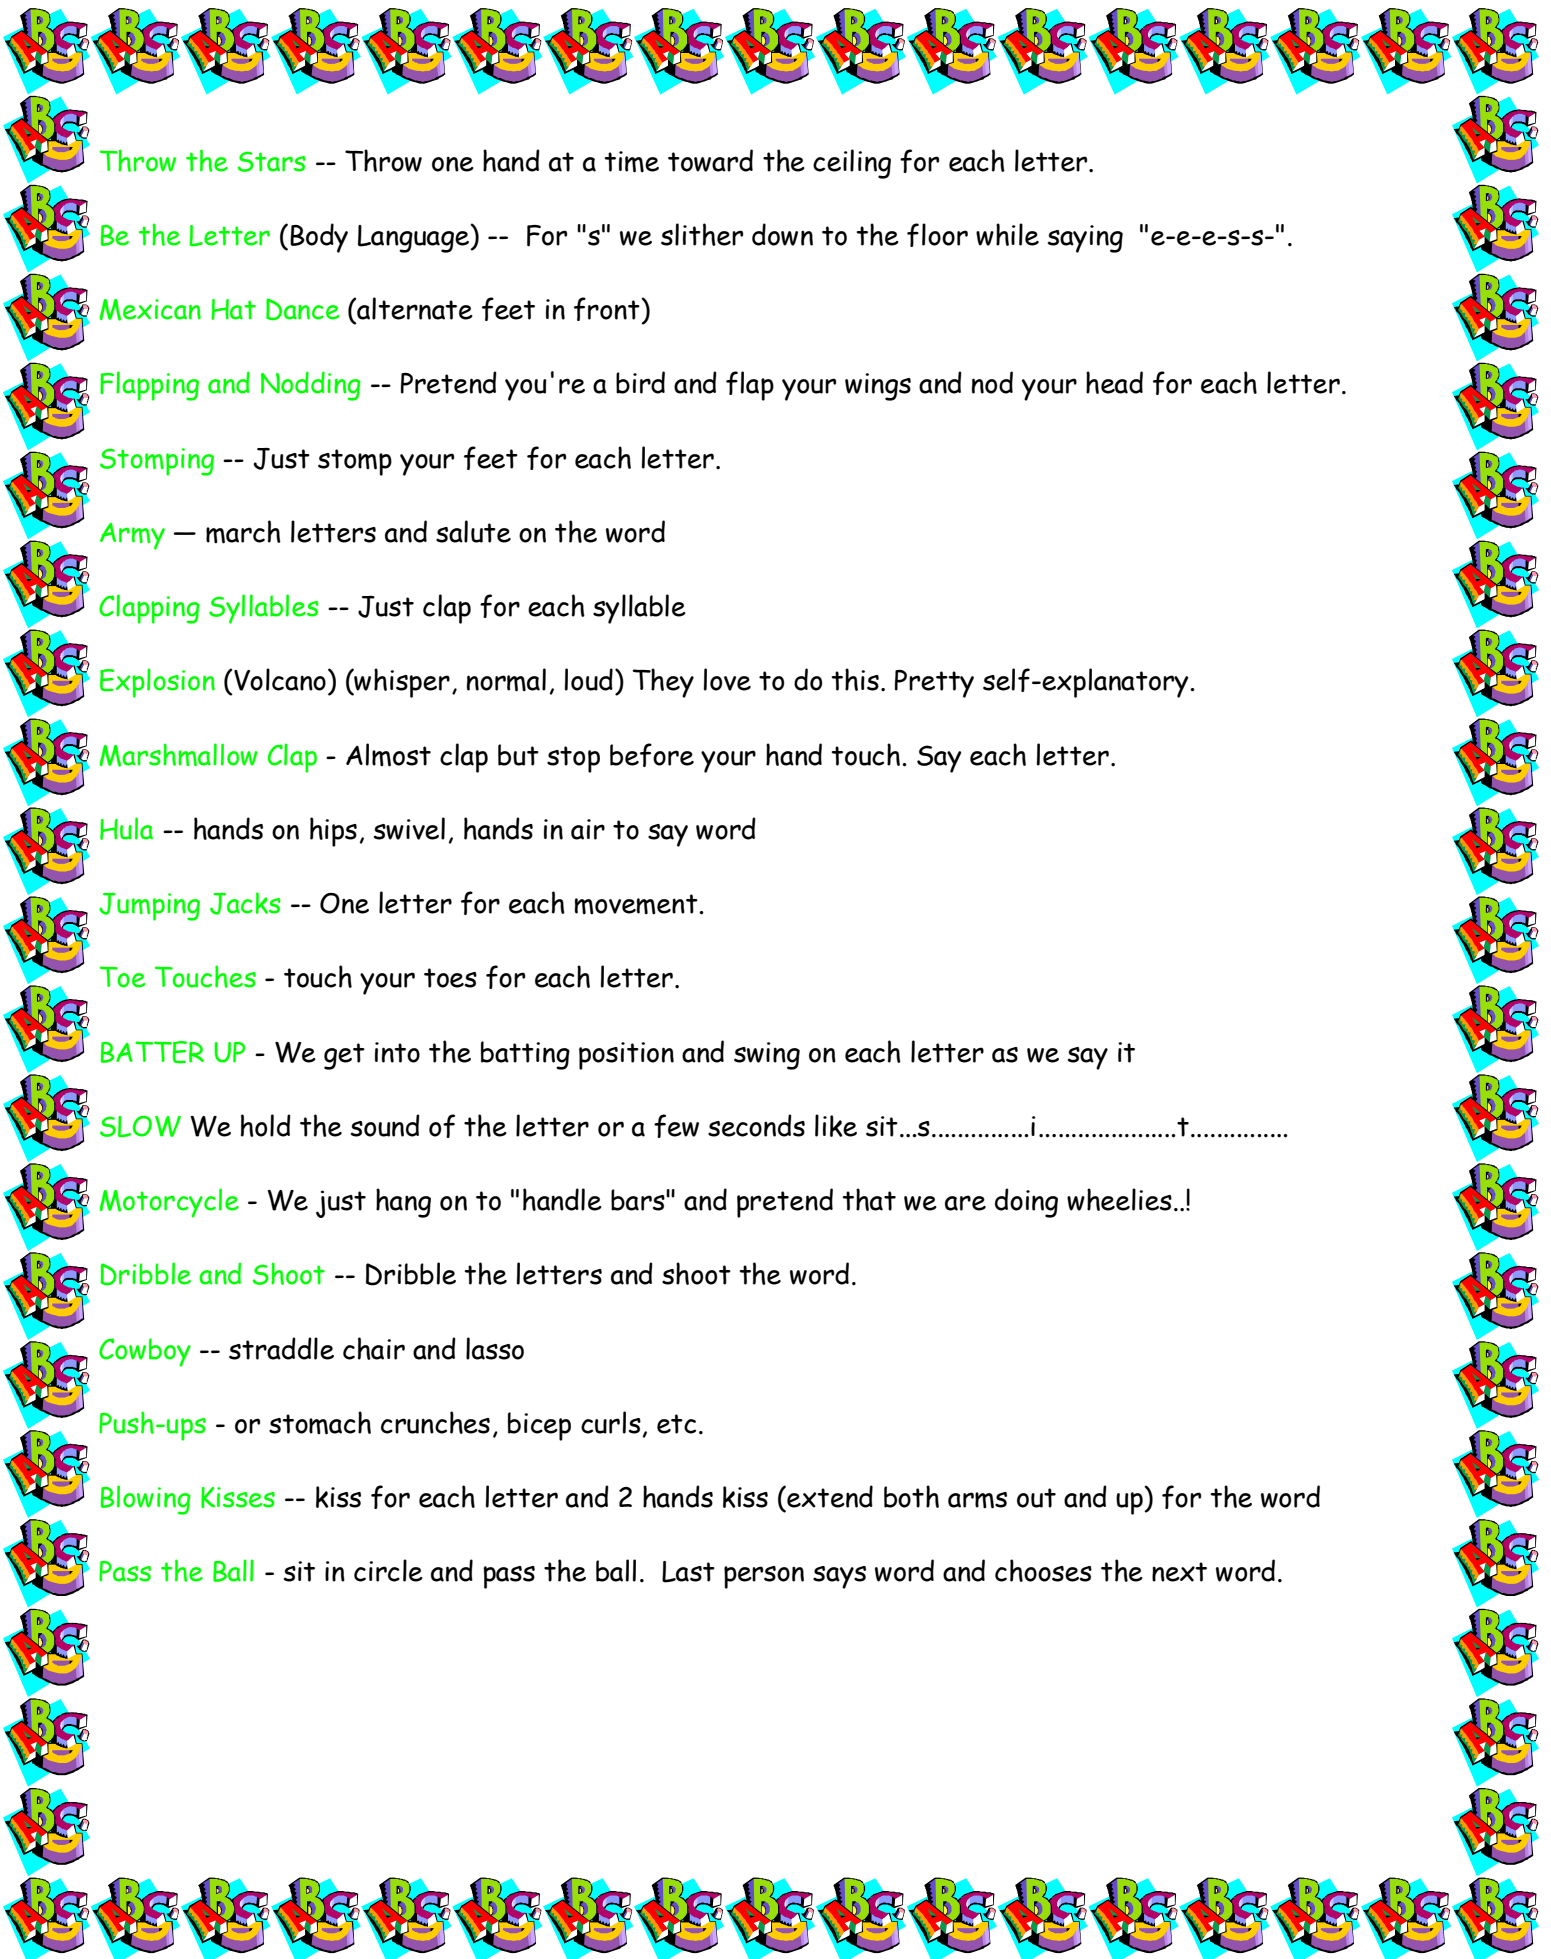 Throw the Stars -- Throw one hand at a time toward the ceiling for each letter.
Be the Letter (Body Language) --  For "s" we slither down to the floor while saying  "e-e-e-s-s-".
Mexican Hat Dance (alternate feet in front)
Flapping and Nodding -- Pretend you're a bird and flap your wings and nod your head for each letter.
Stomping -- Just stomp your feet for each letter.
Army — march letters and salute on the word
Clapping Syllables -- Just clap for each syllable
Explosion (Volcano) (whisper, normal, loud) They love to do this. Pretty self-explanatory.
Marshmallow Clap - Almost clap but stop before your hand touch. Say each letter.
Hula -- hands on hips, swivel, hands in air to say word
Jumping Jacks -- One letter for each movement.
Toe Touches - touch your toes for each letter.
BATTER UP - We get into the batting position and swing on each letter as we say it
SLOW We hold the sound of the letter or a few seconds like sit...s...............i.....................t...............
Motorcycle - We just hang on to "handle bars" and pretend that we are doing wheelies..!
Dribble and Shoot -- Dribble the letters and shoot the word.
Cowboy -- straddle chair and lasso
Push-ups - or stomach crunches, bicep curls, etc.
Blowing Kisses -- kiss for each letter and 2 hands kiss (extend both arms out and up) for the word
Pass the Ball - sit in circle and pass the ball.  Last person says word and chooses the next word.